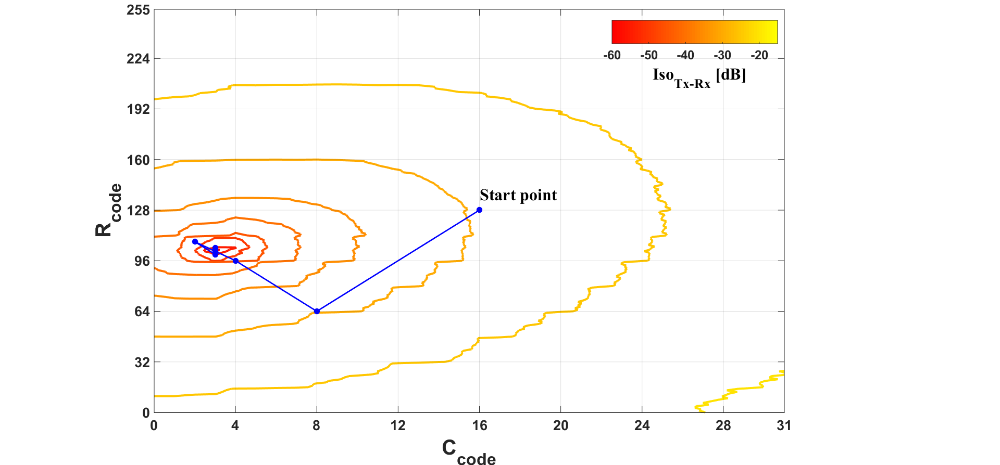 255
224
192
160
128
96
64
32
0
R_code
0 4 8 12 16 20 24 28 31
C_code
-60 -50 -40 -30 -20
Iso_Tx-Rx [dB]
Start point